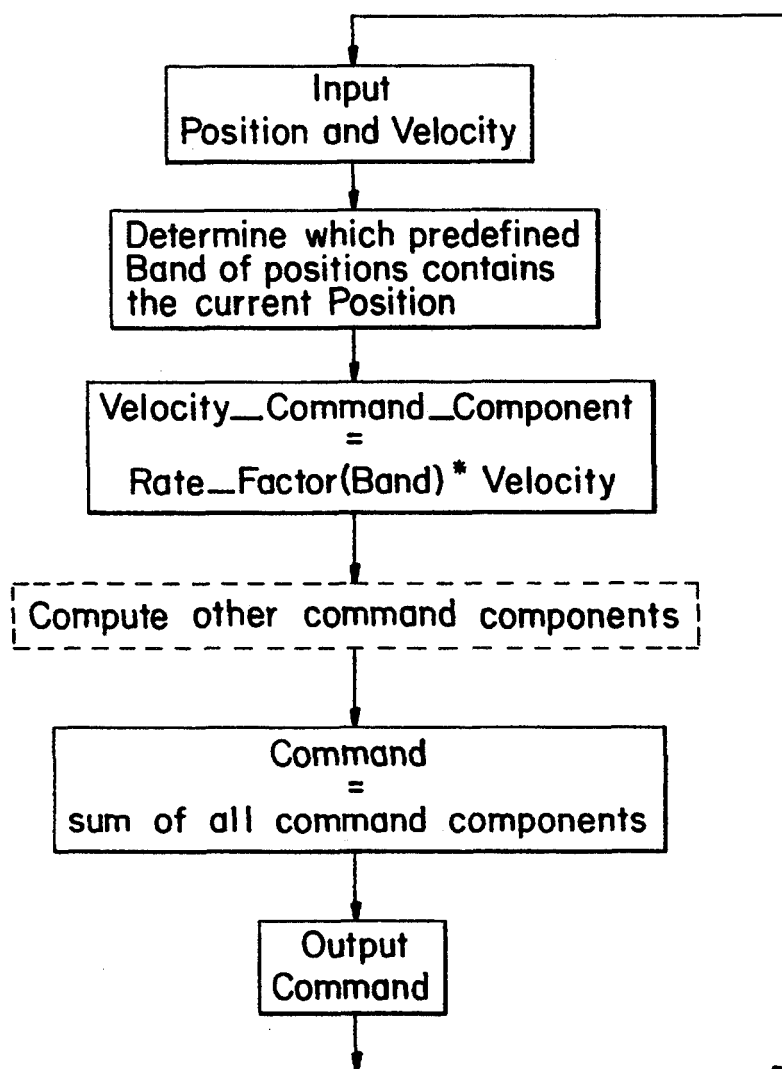 Input
Position and Velocity
Determine which predefined
Band of positions contains
the current Position
Velocity_Command_Component
=
Rate_Factor(Band) * Velocity
Compute other command components
Command
=
sum of all command components
Output
Command